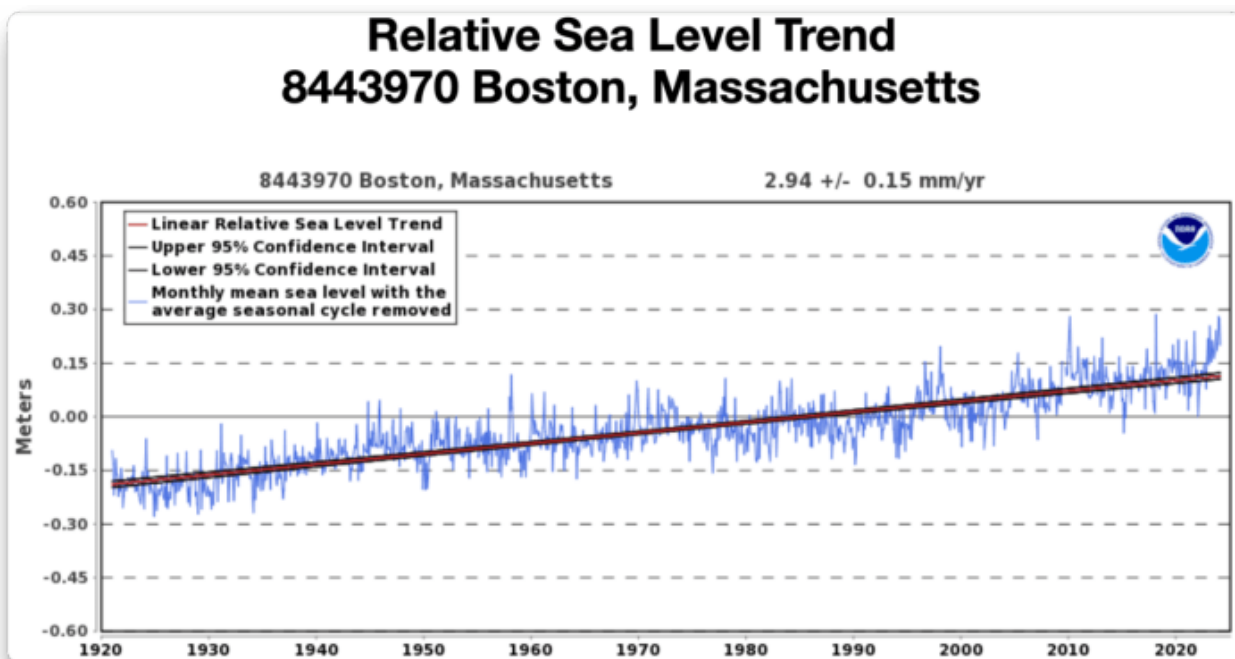 Relative Sea Level Trend
8443970 Boston, Massachusetts
8443970 Boston, Massachusetts 2.94 +/- 0.15 mm/yr
Linear Relative Sea Level Trend
Upper 95% Confidence Interval
Lower 95% Confidence Interval
Monthly mean sea level with the
average seasonal cycle removed
NOAA
Meters
0.60
0.45
0.30
0.15
0.00
-0.15
-0.30
-0.45
-0.60
1920 1930 1940 1950 1960 1970 1980 1990 2000 2010 2020